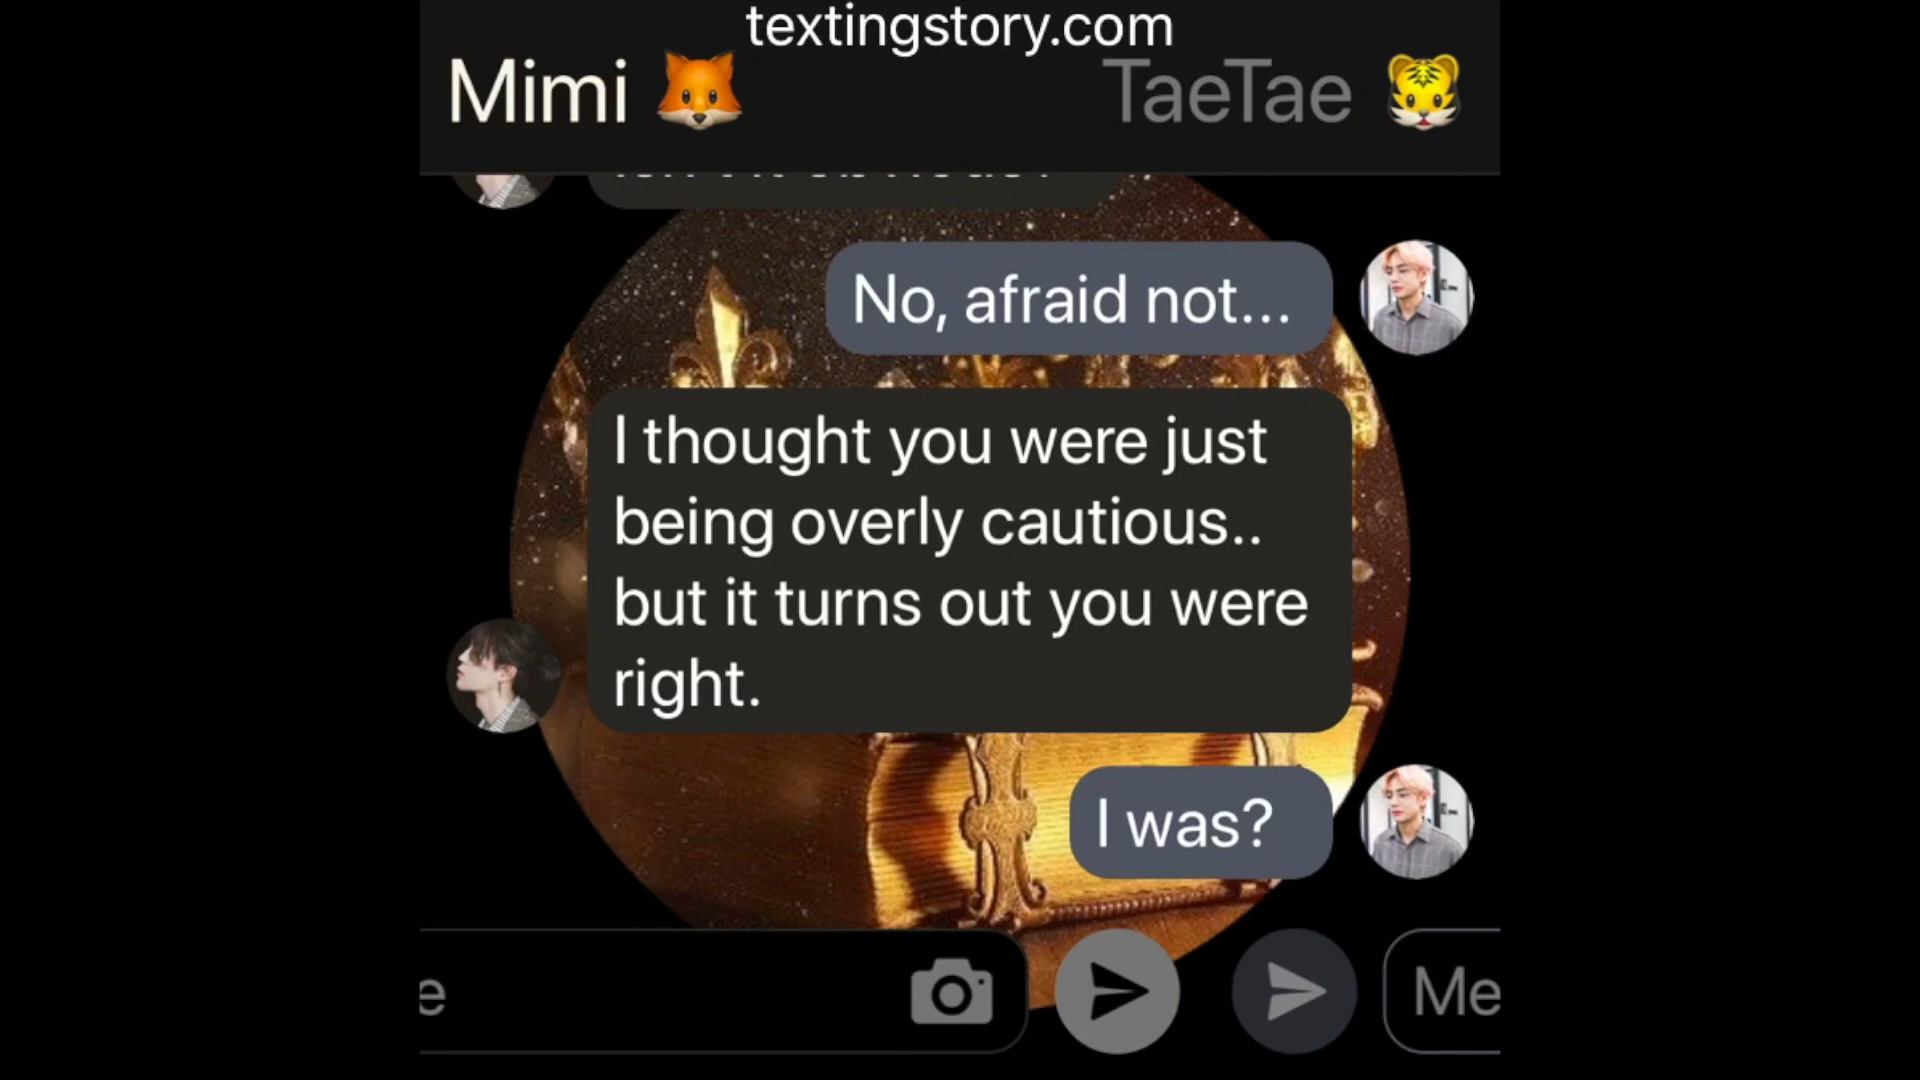 textingstory.com
Mimi 🦊 TaeTae 🐯
No, afraid not...
I thought you were just
being overly cautious..
but it turns out you were
right.
I was?
e Me